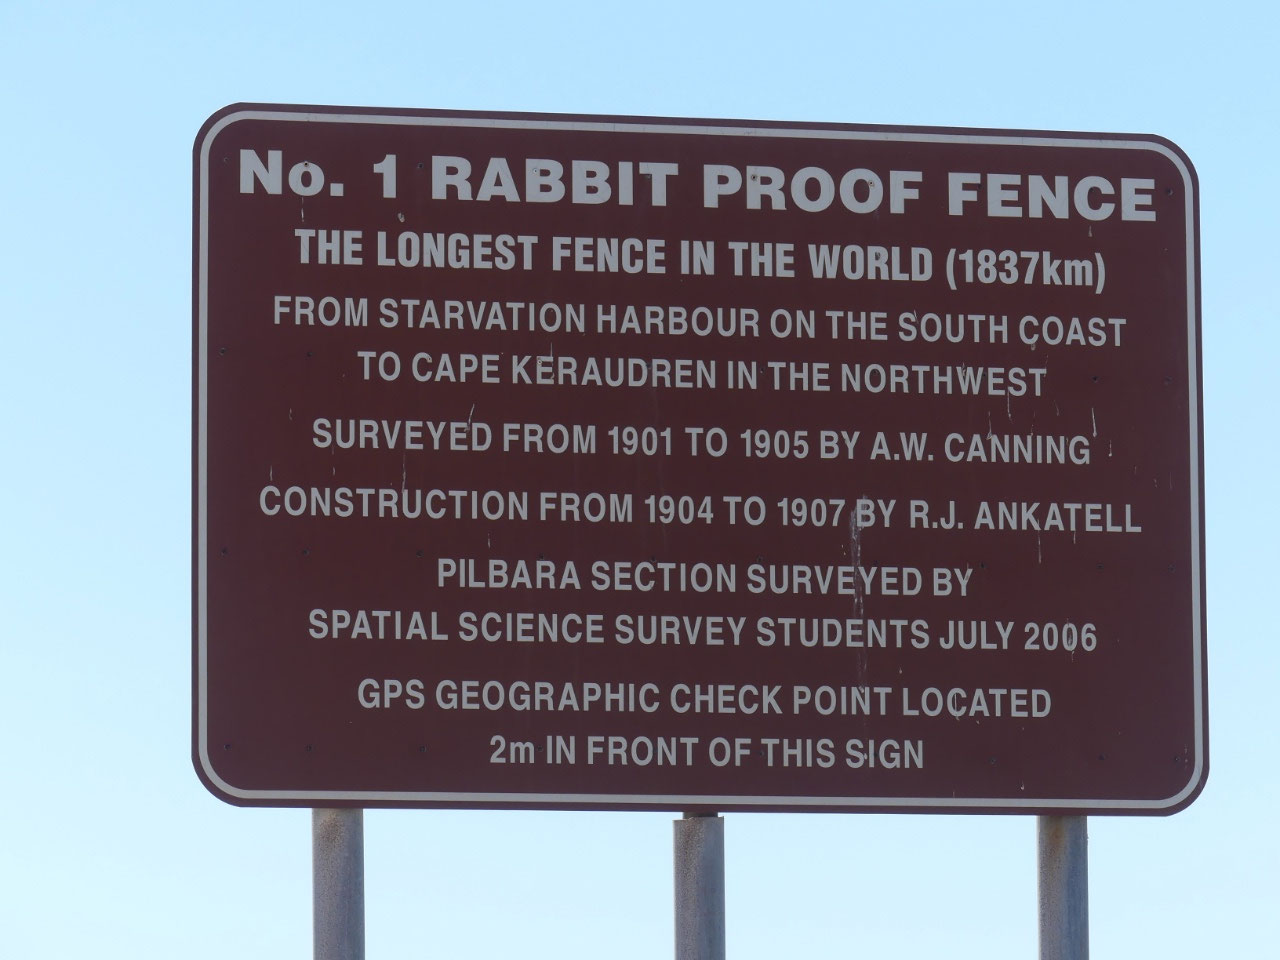 No. 1 RABBIT PROOF FENCE
THE LONGEST FENCE IN THE WORLD (1837km)
FROM STARVATION HARBOUR ON THE SOUTH COAST
TO CAPE KERAUDREN IN THE NORTHWEST
SURVEYED FROM 1901 TO 1905 BY A.W. CANNING
CONSTRUCTION FROM 1904 TO 1907 BY R.J. ANKATELL
PILBARA SECTION SURVEYED BY
SPATIAL SCIENCE SURVEY STUDENTS JULY 2006
GPS GEOGRAPHIC CHECK POINT LOCATED
2m IN FRONT OF THIS SIGN